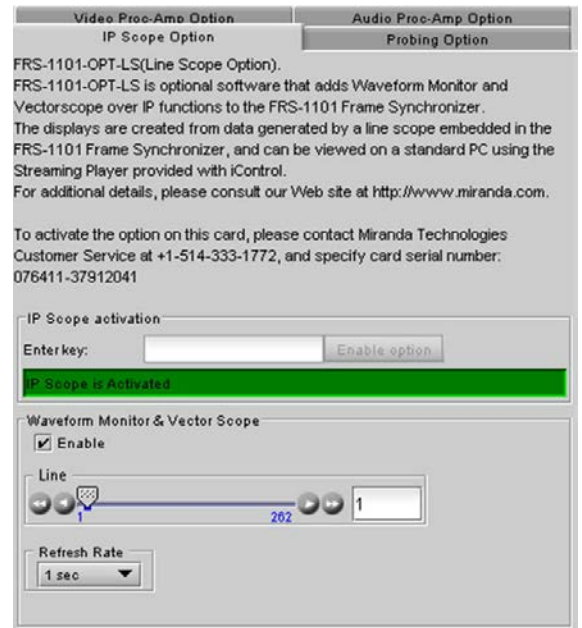 Video Proc-Amp Option
Audio Proc-Amp Option
IP Scope Option
Probing Option
FRS-1101-OPT-LS(Line Scope Option).
FRS-1101-OPT-LS is optional software that adds Waveform Monitor and
Vectorscope over IP functions to the FRS-1101 Frame Synchronizer.
The displays are created from data generated by a line scope embedded in the
FRS-1101 Frame Synchronizer, and can be viewed on a standard PC using the
Streaming Player provided with iControl.
For additional details, please consult our Web site at http://www.miranda.com.
To activate the option on this card, please contact Miranda Technologies
Customer Service at +1-514-333-1772, and specify card serial number:
076411-37912041
IP Scope activation
Enter key:
Enable option
IP Scope is Activated
Waveform Monitor & Vector Scope
Enable
Line
1
262
1
Refresh Rate
1 sec